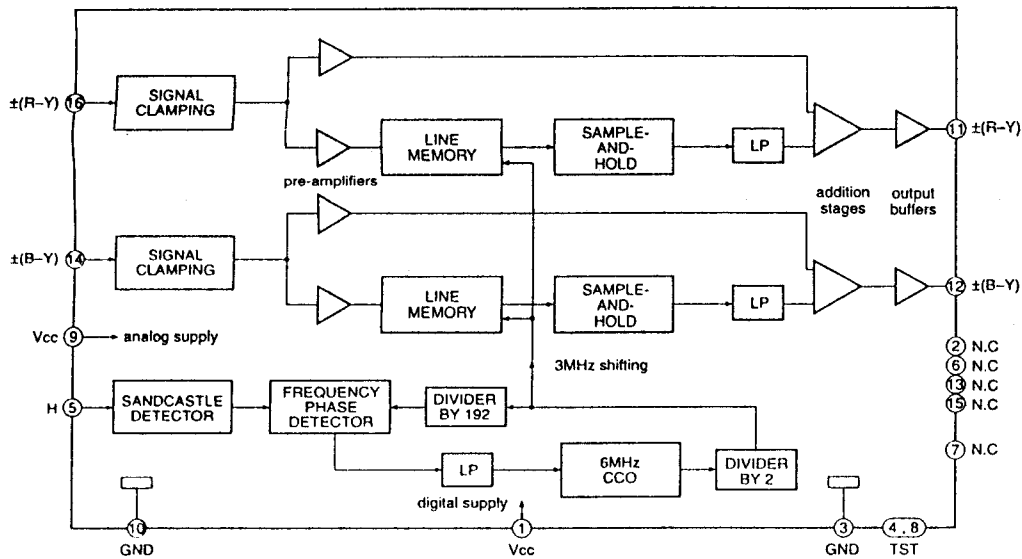 ±(R–Y)
16
SIGNAL
CLAMPING
pre-amplifiers
LINE
MEMORY
SAMPLE-
AND-
HOLD
LP
addition
stages
output
buffers
11
±(R–Y)
±(B–Y)
14
SIGNAL
CLAMPING
LINE
MEMORY
SAMPLE-
AND-
HOLD
LP
12
±(B–Y)
Vcc
9
analog supply
3MHz shifting
2
N.C
6
N.C
13
N.C
15
N.C
7
N.C
H
5
SANDCASTLE
DETECTOR
FREQUENCY
PHASE
DETECTOR
DIVIDER
BY 192
LP
6MHz
CCO
DIVIDER
BY 2
digital supply
10
GND
1
Vcc
3
GND
4, 8
TST